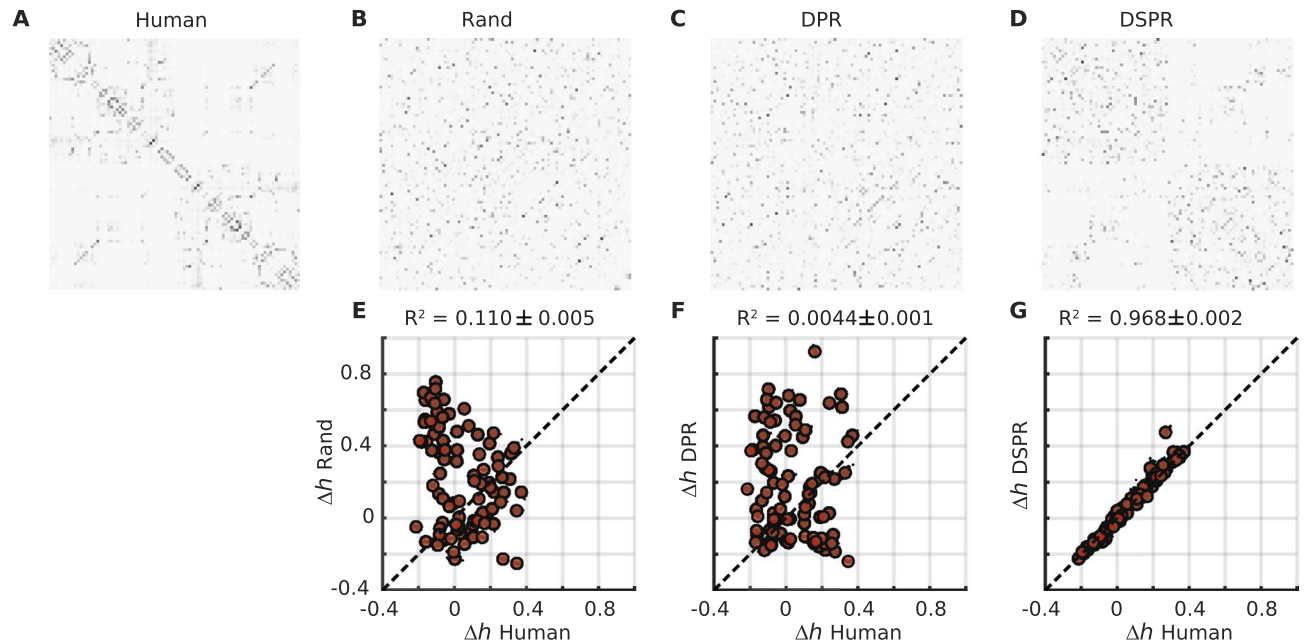 A Human B Rand C DPR D DSPR
E R² = 0.110 ± 0.005
0.8
0.4
0
-0.4
Δh Rand
-0.4 0 0.4 0.8
Δh Human
F R² = 0.0044±0.001
Δh DPR
-0.4 0 0.4 0.8
Δh Human
G R² = 0.968±0.002
Δh DSPR
-0.4 0 0.4 0.8
Δh Human